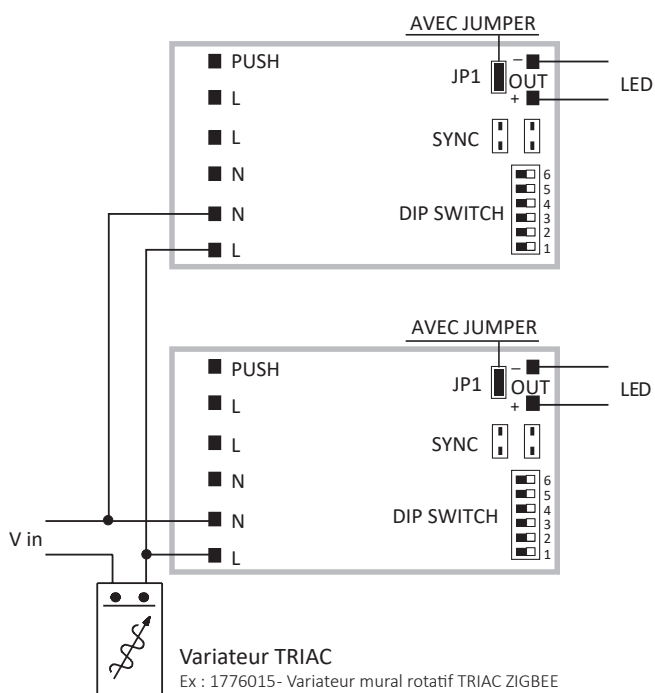 AVEC JUMPER
PUSH
JP1
–
OUT
+
LED
L
L
SYNC
N
N
L
DIP SWITCH
6
5
4
3
2
1
AVEC JUMPER
PUSH
JP1
–
OUT
+
LED
L
L
SYNC
N
N
L
DIP SWITCH
6
5
4
3
2
1
V in
Variateur TRIAC
Ex : 1776015- Variateur mural rotatif TRIAC ZIGBEE